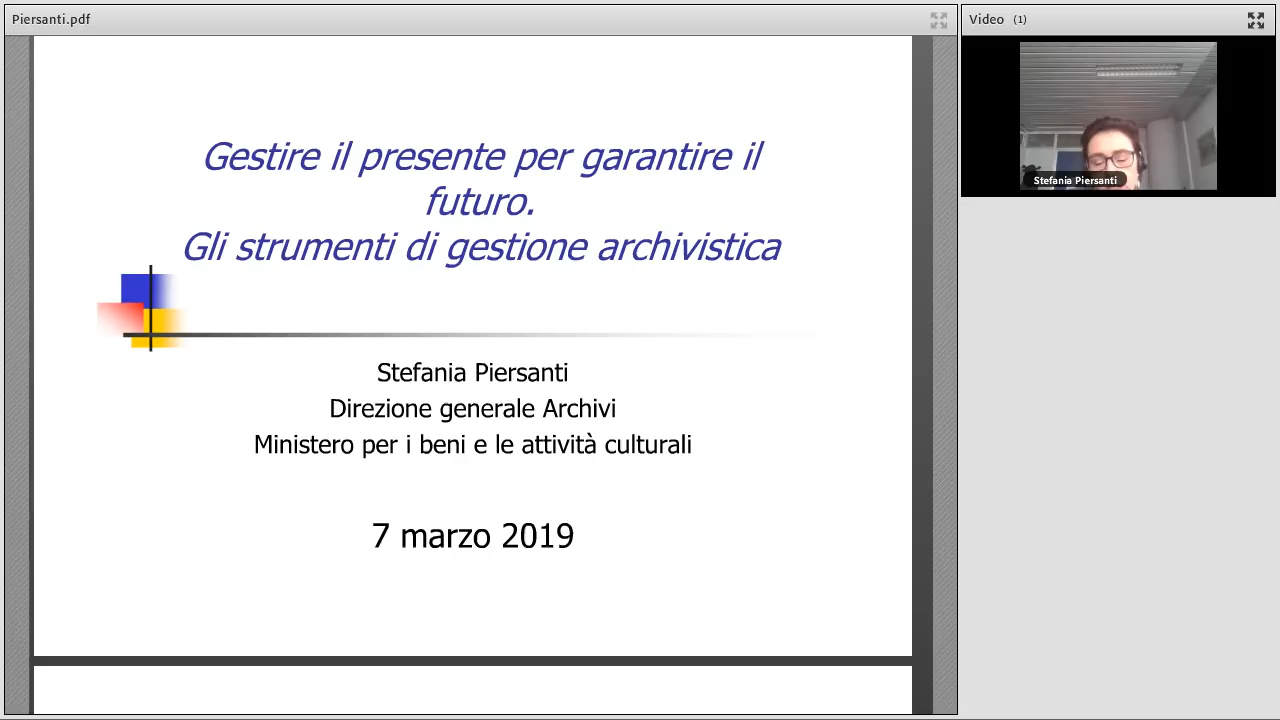 Piersanti.pdf
Video (1)
Gestire il presente per garantire il
futuro.
Gli strumenti di gestione archivistica
Stefania Piersanti
Direzione generale Archivi
Ministero per i beni e le attività culturali
7 marzo 2019
Stefania Piersanti